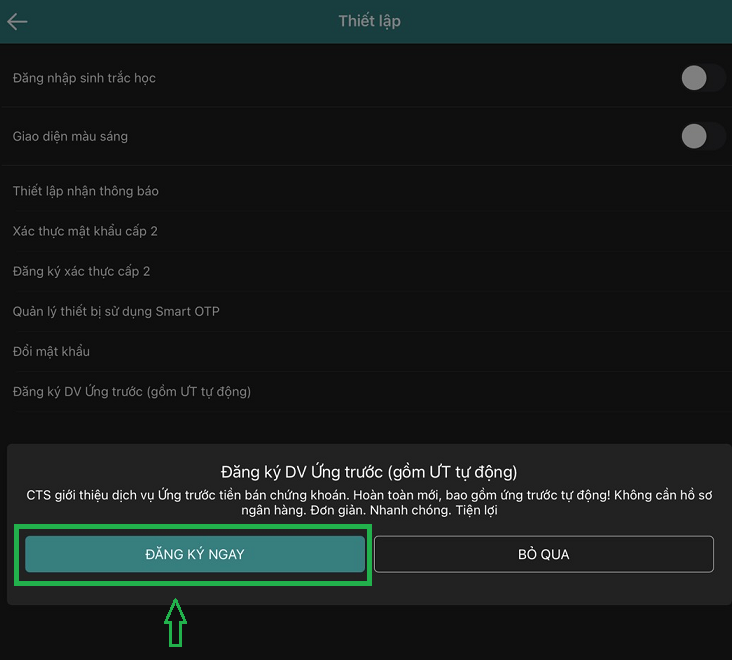 Thiết lập
Đăng nhập sinh trắc học
Giao diện màu sáng
Thiết lập nhận thông báo
Xác thực mật khẩu cấp 2
Đăng ký xác thực cấp 2
Quản lý thiết bị sử dụng Smart OTP
Đổi mật khẩu
Đăng ký DV Ứng trước (gồm ƯT tự động)
Đăng ký DV Ứng trước (gồm ƯT tự động)
CTS giới thiệu dịch vụ Ứng trước tiền bán chứng khoán. Hoàn toàn mới, bao gồm ứng trước tự động! Không cần hồ sơ
ngân hàng. Đơn giản. Nhanh chóng. Tiện lợi
ĐĂNG KÝ NGAY
BỎ QUA